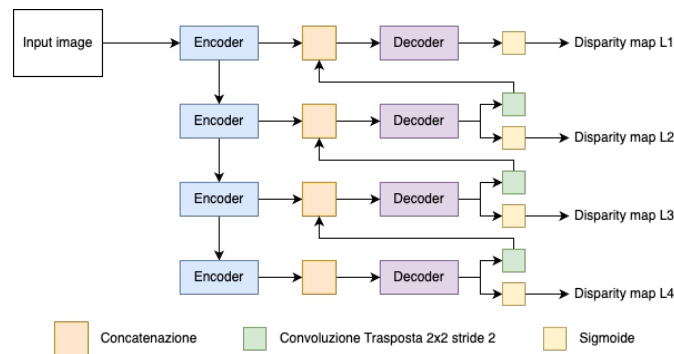 Input image
Encoder
Decoder
Disparity map L1
Encoder
Decoder
Disparity map L2
Encoder
Decoder
Disparity map L3
Encoder
Decoder
Disparity map L4
Concatenazione
Convoluzione Trasposta 2x2 stride 2
Sigmoide